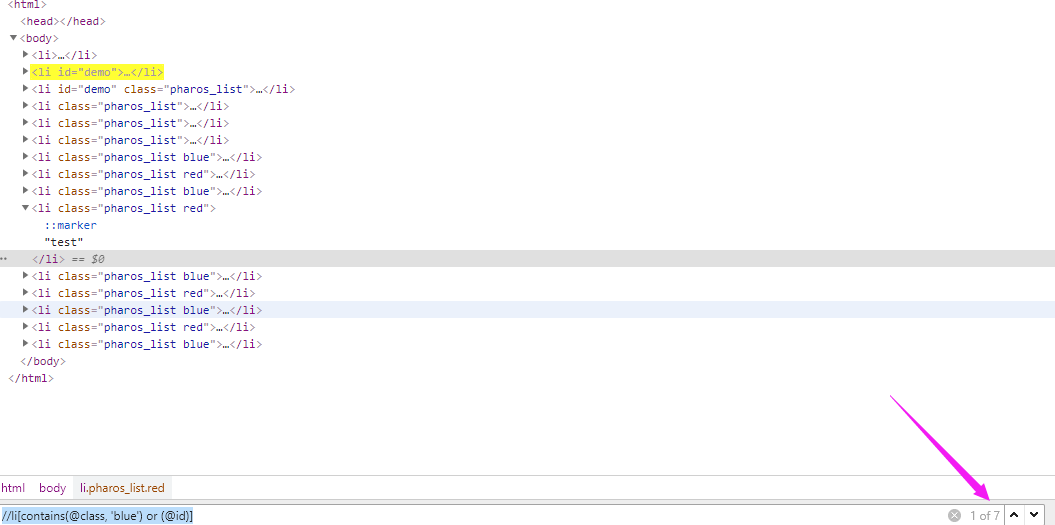 <html>
<head></head>
<body>
<li>…</li>
<li id="demo">…</li>
<li id="demo" class="pharos_list">…</li>
<li class="pharos_list">…</li>
<li class="pharos_list">…</li>
<li class="pharos_list">…</li>
<li class="pharos_list blue">…</li>
<li class="pharos_list red">…</li>
<li class="pharos_list blue">…</li>
<li class="pharos_list red">
::marker
"test"
</li> == $0
<li class="pharos_list blue">…</li>
<li class="pharos_list red">…</li>
<li class="pharos_list blue">…</li>
<li class="pharos_list red">…</li>
<li class="pharos_list blue">…</li>
</body>
</html>
html body li.pharos_list.red
//li[contains(@class, 'blue') or (@id)] 1 of 7